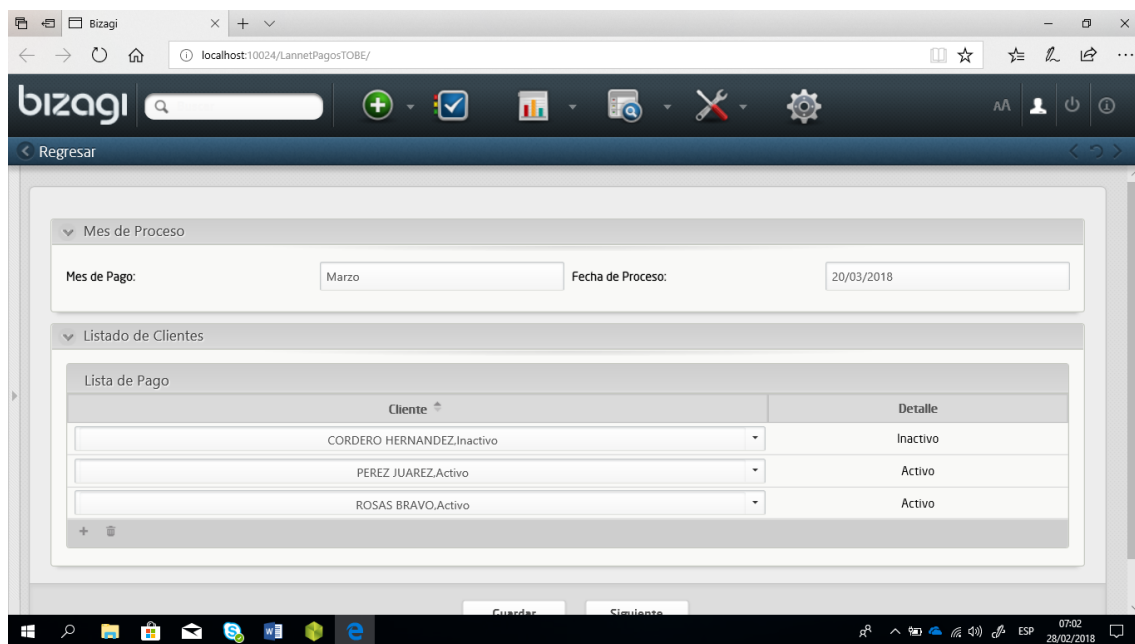 Bizagi
localhost:10024/LannetPagosTOBE/
bizagi
AA
Regresar
Mes de Proceso
Mes de Pago: Marzo Fecha de Proceso: 20/03/2018
Listado de Clientes
Lista de Pago
Cliente Detalle
CORDERO HERNANDEZ,Inactivo Inactivo
PEREZ JUAREZ,Activo Activo
ROSAS BRAVO,Activo Activo
Guardar Siguiente
ESP 07:02
28/02/2018